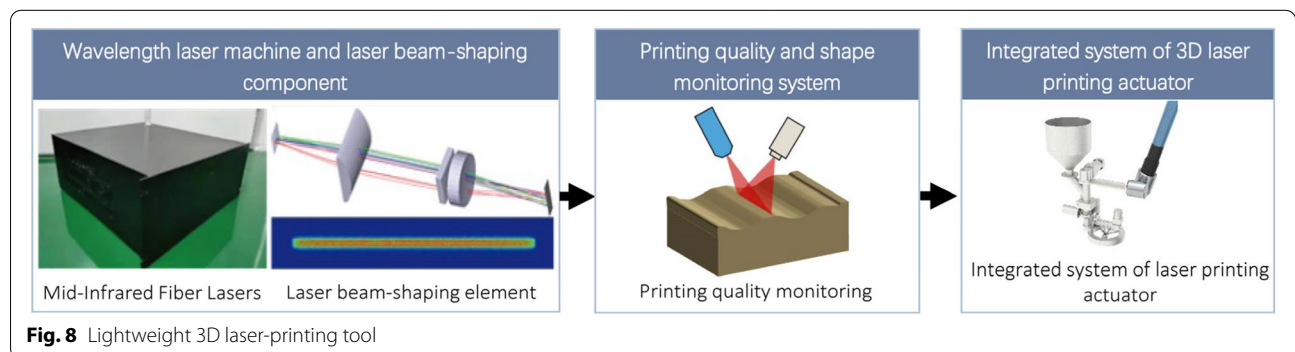 Wavelength laser machine and laser beam-shaping
component
Mid-Infrared Fiber Lasers
Laser beam-shaping element
Printing quality and shape
monitoring system
Printing quality monitoring
Integrated system of 3D laser
printing actuator
Integrated system of laser printing
actuator
Fig. 8 Lightweight 3D laser-printing tool